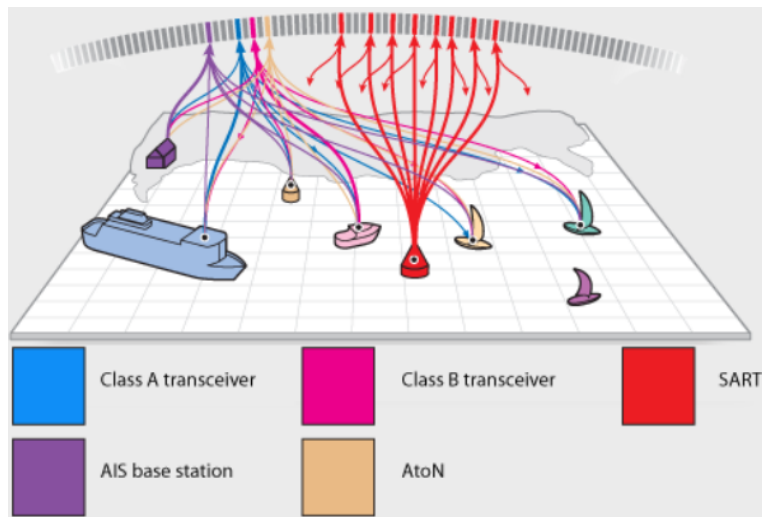 Class A transceiver
Class B transceiver
SART
AIS base station
AtoN